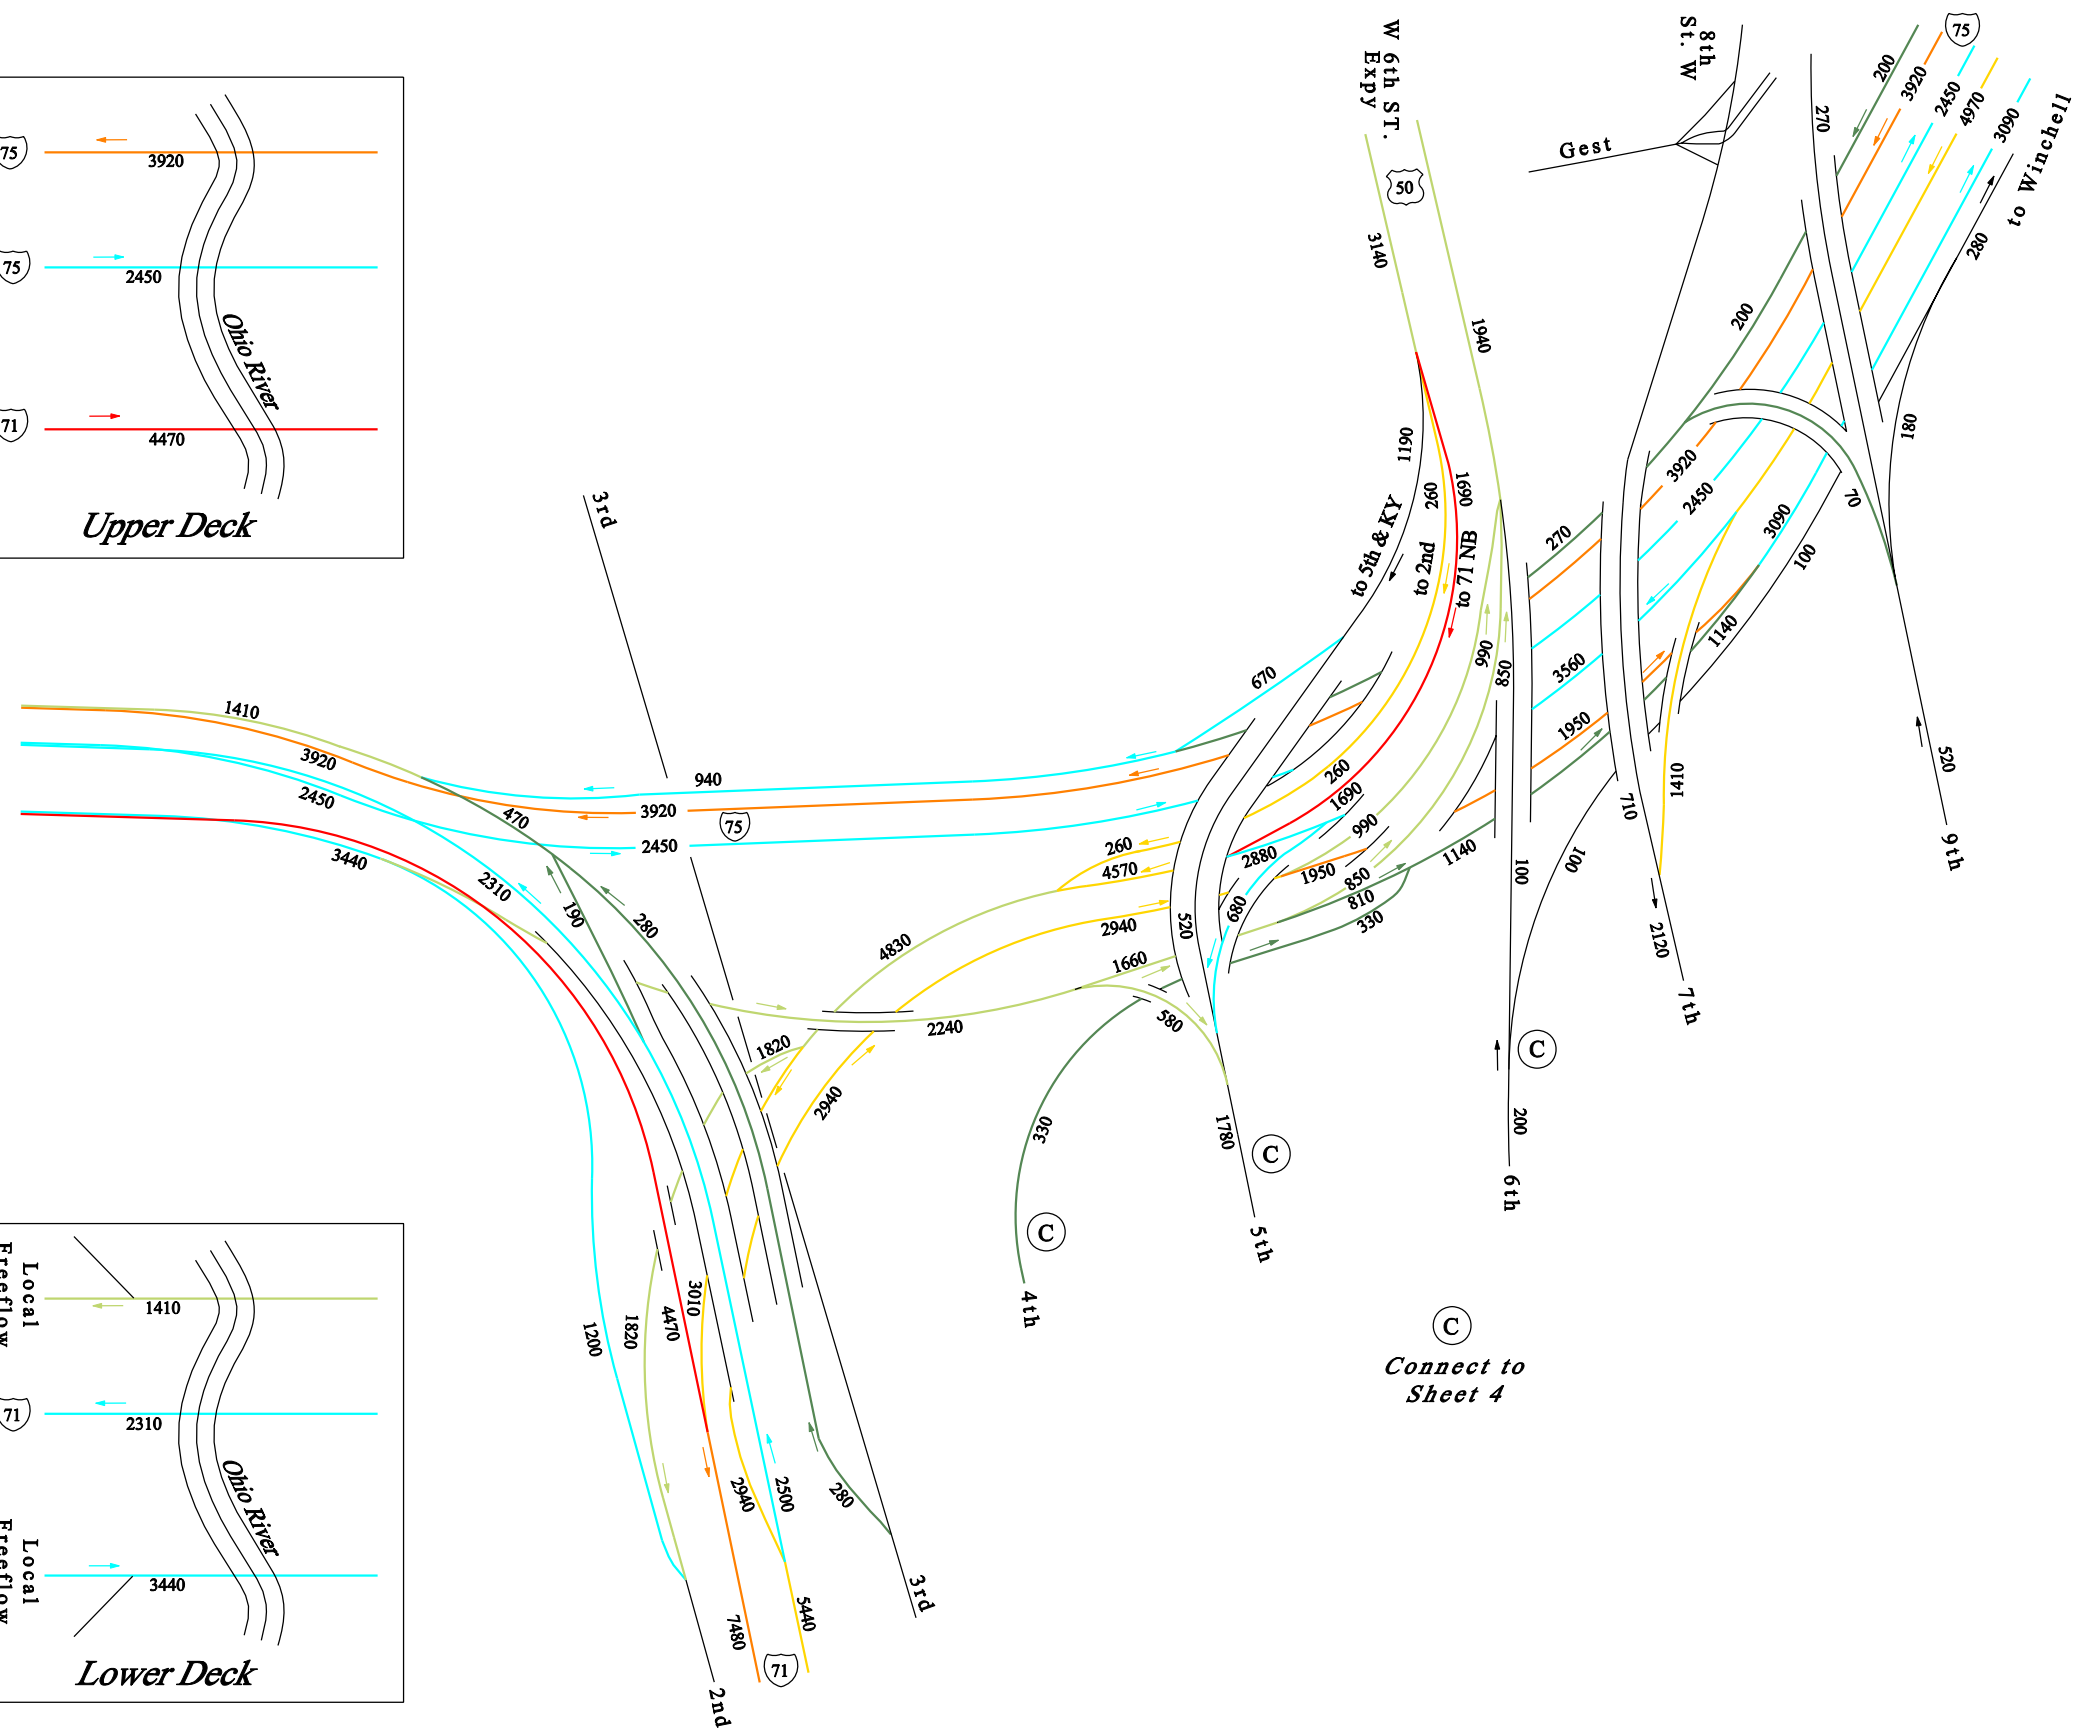 75
3920
75
2450
71
4470
Ohio River
Upper Deck
W 6th ST.
Expy
50
3140
1940
1190
260
1690
to 5th & KY
to 2nd
to 71 NB
8th
St. W
Gest
270
75
200
3920
2450
4970
3090
to Winchell
280
200
180
3920
2450
3090
100
70
270
3560
1950
1140
1410
710
2120
7th
520
9th
3rd
670
990
850
1410
3920
2450
3440
470
2310
190
280
940
3920
2450
75
260
4570
2940
4830
1660
2240
580
1820
2940
520
260
1690
990
2880
1950
850
810
330
680
1140
100
100
C
200
6th
330
C
4th
1780
C
5th
C
Connect to
Sheet 4
1200
1820
4470
3010
2940
2500
280
3rd
7480
5440
71
2nd
Local
Freeflow
1410
71
2310
Local
Freeflow
3440
Ohio River
Lower Deck